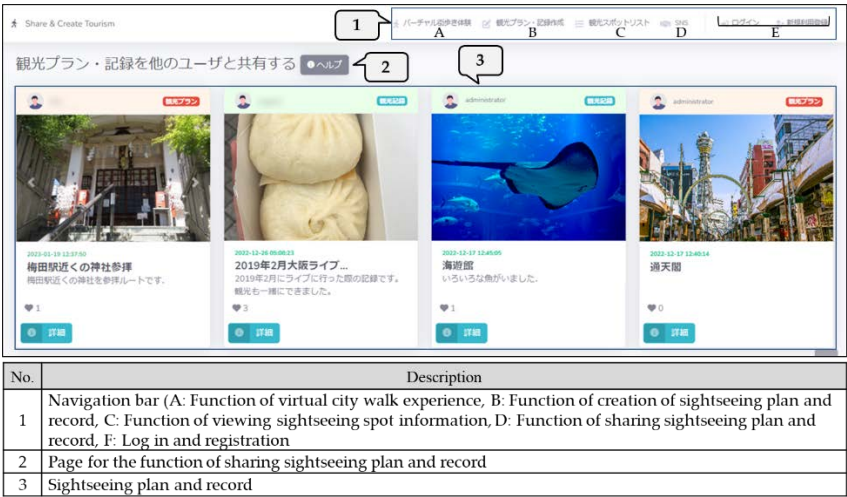 Share & Create Tourism
1
バーチャル街歩き体験 観光プラン・記録作成 観光スポットリスト SNS ログイン 新規利用登録
A B C D E
観光プラン・記録を他のユーザと共有する ヘルプ
2
3
観光プラン
観光記録
administrator 観光記録
administrator 観光プラン
2023-01-19 12:37:50
梅田駅近くの神社参拝
梅田駅近くの神社を参拝ルートです.
1
詳細
2022-12-26 09:00:23
2019年2月大阪ライブ...
2019年2月にライブに行った際の記録です。
観光も一緒にできました。
3
詳細
2022-12-17 12:45:05
海遊館
いろいろな魚がいました.
1
詳細
2022-12-17 12:40:54
通天閣
0
詳細
No. Description
1 Navigation bar (A: Function of virtual city walk experience, B: Function of creation of sightseeing plan and
record, C: Function of viewing sightseeing spot information, D: Function of sharing sightseeing plan and
record, F: Log in and registration
2 Page for the function of sharing sightseeing plan and record
3 Sightseeing plan and record